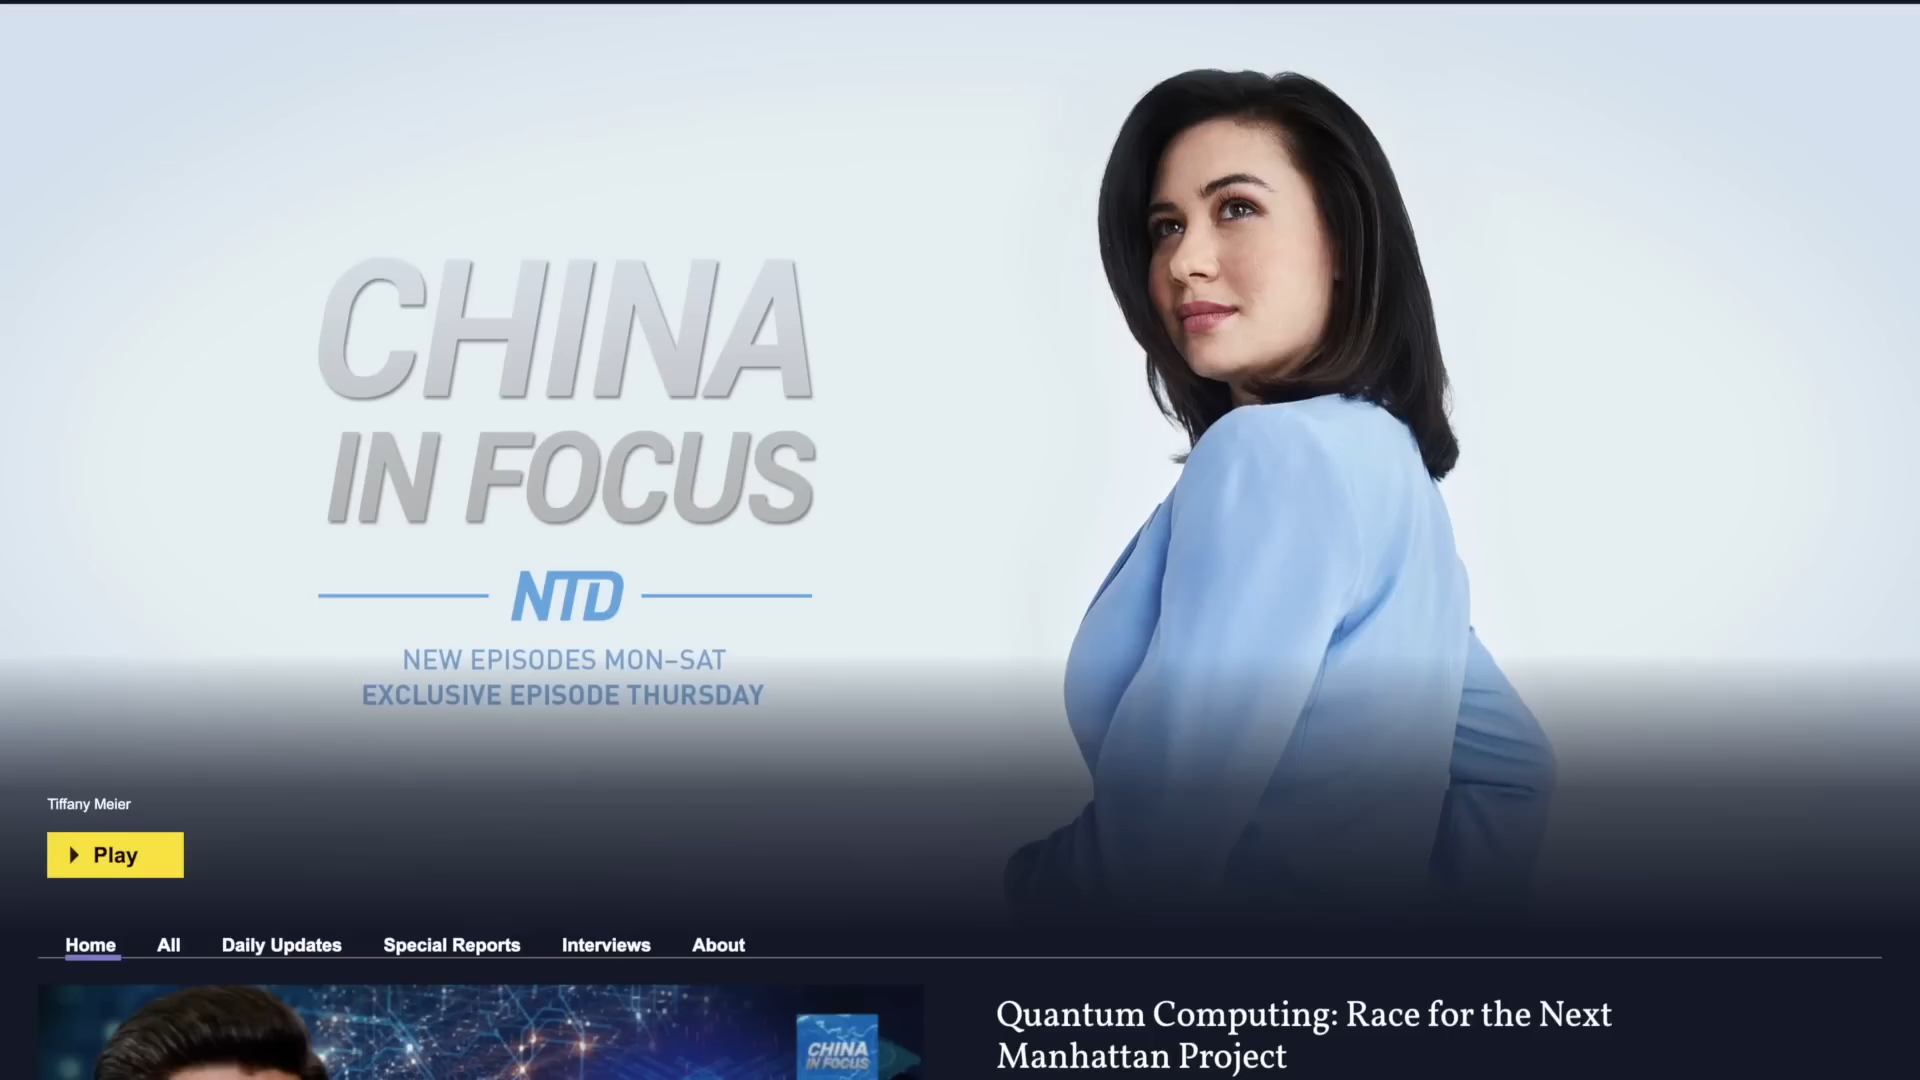 CHINA
IN FOCUS
NTD
NEW EPISODES MON–SAT
EXCLUSIVE EPISODE THURSDAY
Tiffany Meier
Play
Home All Daily Updates Special Reports Interviews About
CHINA
IN FOCUS
Quantum Computing: Race for the Next
Manhattan Project